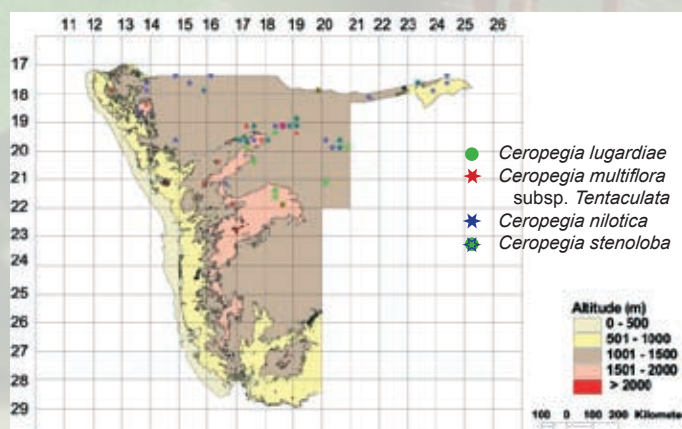 11 12 13 14 15 16 17 18 19 20 21 22 23 24 25 26
17
18
19
20
21
22
23
24
25
26
27
28
29
Ceropegia lugardiae
Ceropegia multiflora
subsp. Tentaculata
Ceropegia nilotica
Ceropegia stenoloba
Altitude (m)
0 - 500
501 - 1000
1001 - 1500
1501 - 2000
> 2000
100 0 100 200 Kilomete